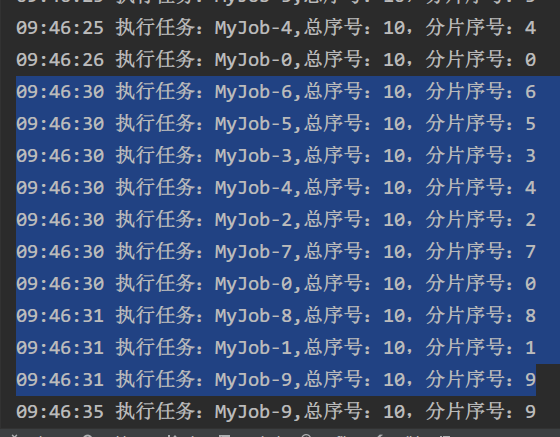 09:46:25 执行任务：MyJob-4,总序号：10，分片序号：4
09:46:26 执行任务：MyJob-0,总序号：10，分片序号：0
09:46:30 执行任务：MyJob-6,总序号：10，分片序号：6
09:46:30 执行任务：MyJob-5,总序号：10，分片序号：5
09:46:30 执行任务：MyJob-3,总序号：10，分片序号：3
09:46:30 执行任务：MyJob-4,总序号：10，分片序号：4
09:46:30 执行任务：MyJob-2,总序号：10，分片序号：2
09:46:30 执行任务：MyJob-7,总序号：10，分片序号：7
09:46:30 执行任务：MyJob-0,总序号：10，分片序号：0
09:46:31 执行任务：MyJob-8,总序号：10，分片序号：8
09:46:31 执行任务：MyJob-1,总序号：10，分片序号：1
09:46:31 执行任务：MyJob-9,总序号：10，分片序号：9
09:46:35 执行任务：MyJob-9,总序号：10，分片序号：9